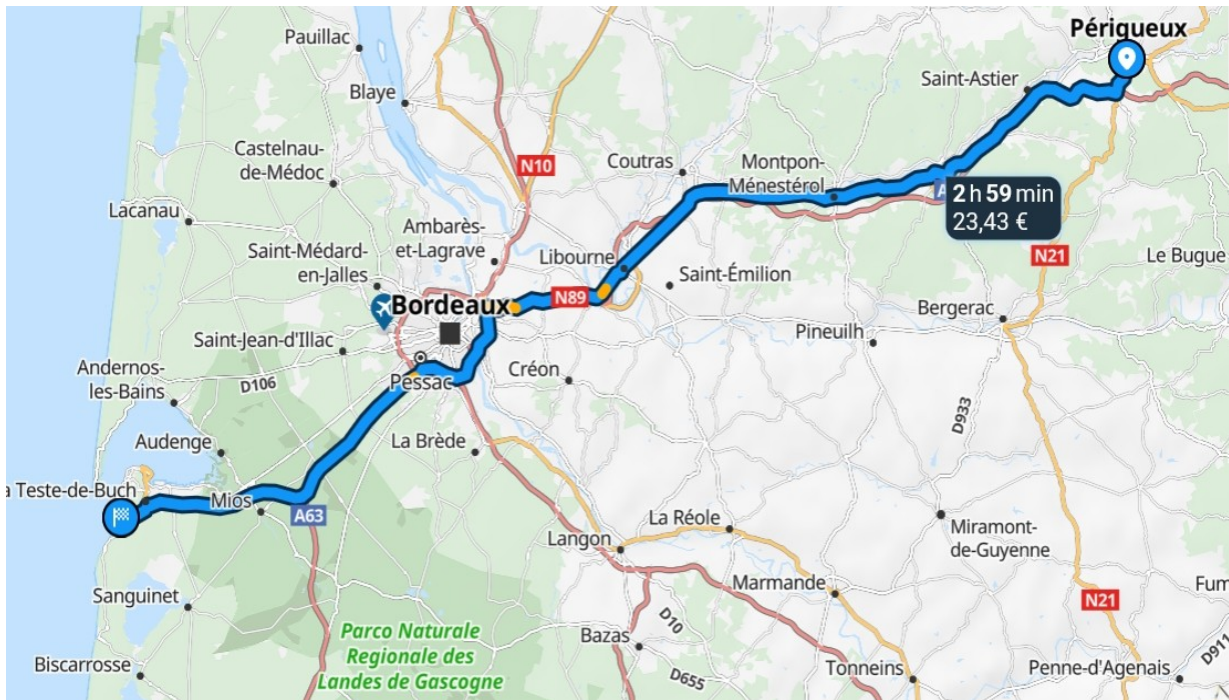 Périgueux
Pauillac
Saint-Astier
Blaye
Castelnau-
de-Médoc
N10
Coutras
Montpon-
Ménestérol
2 h 59 min
23,43 €
Lacanau
Ambarès-
et-Lagrave
Saint-Médard-
en-Jalles
Libourne
Saint-Émilion
N21
Le Bugue
Bordeaux
N89
Bergerac
Saint-Jean-d'Illac
Pineuilh
Andernos-
les-Bains
D106
Pessac
Créon
D933
Audenge
La Brède
a Teste-de-Buch
Mios
A63
La Réole
Miramont-
de-Guyenne
Langon
Sanguinet
Marmande
Fum
N21
Parco Naturale
Regionale des
Landes de Gascogne
Bazas
D10
D911
Biscarrosse
D655
Tonneins
Penne-d'Agenais